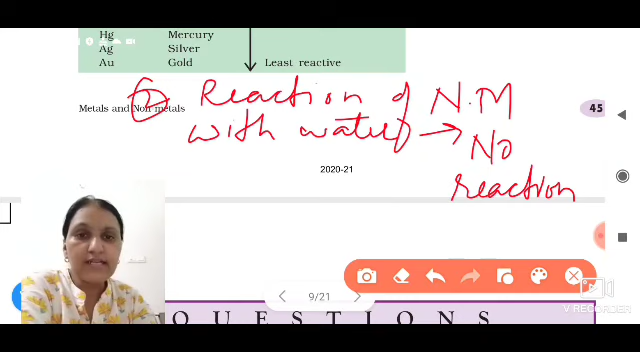 Hg Mercury
Ag Silver
Au Gold Least reactive
Metals and Non-metals 45
② Reaction of N.M
with water → No
reaction
2020-21
9/21
QUESTIONS
V RECORDER